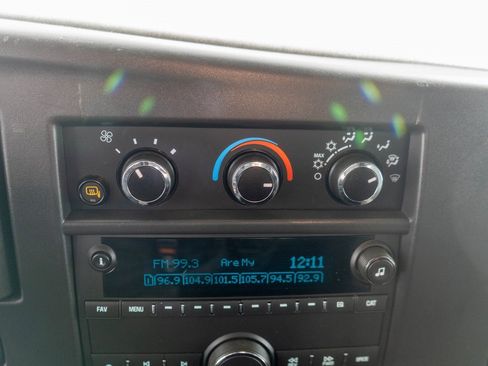 MAX
FM 99.3 Are My 12:11
1 96.9 104.9 101.5 105.7 94.5 92.9
FAV MENU EQ CAT